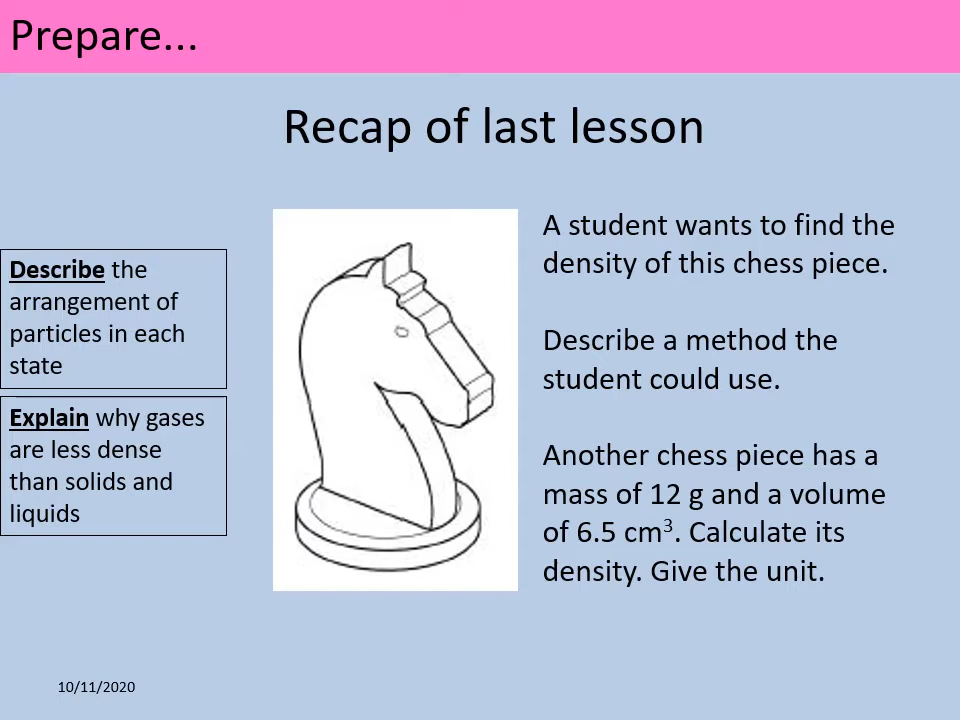 Prepare...
Recap of last lesson
Describe the
arrangement of
particles in each
state
Explain why gases
are less dense
than solids and
liquids
A student wants to find the
density of this chess piece.
Describe a method the
student could use.
Another chess piece has a
mass of 12 g and a volume
of 6.5 cm³. Calculate its
density. Give the unit.
10/11/2020